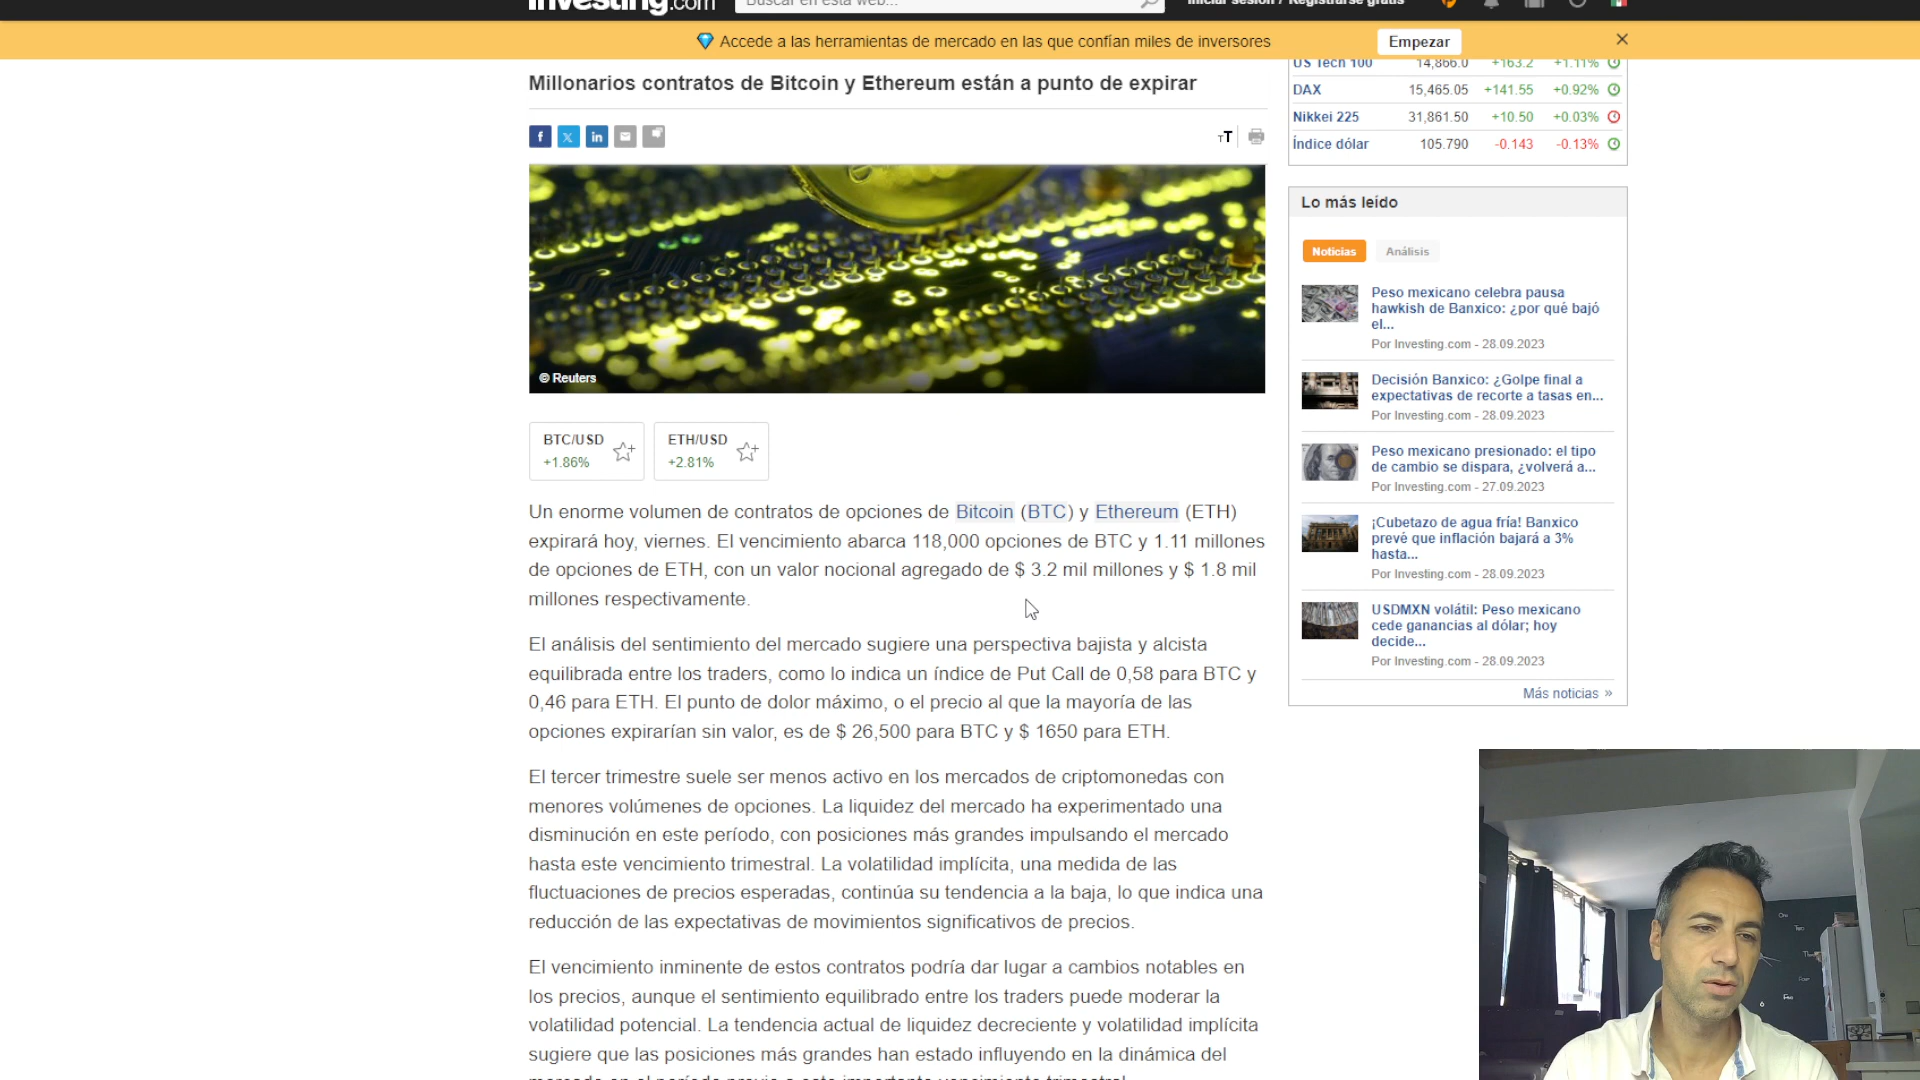 Investing.com
Buscar en esta web...
Iniciar sesión / Registrarse gratis
Accede a las herramientas de mercado en las que confían miles de inversores
Empezar
Millonarios contratos de Bitcoin y Ethereum están a punto de expirar
© Reuters
BTC/USD
+1.86%
ETH/USD
+2.81%
Un enorme volumen de contratos de opciones de Bitcoin (BTC) y Ethereum (ETH)
expirará hoy, viernes. El vencimiento abarca 118,000 opciones de BTC y 1.11 millones
de opciones de ETH, con un valor nocional agregado de $ 3.2 mil millones y $ 1.8 mil
millones respectivamente.
El análisis del sentimiento del mercado sugiere una perspectiva bajista y alcista
equilibrada entre los traders, como lo indica un índice de Put Call de 0,58 para BTC y
0,46 para ETH. El punto de dolor máximo, o el precio al que la mayoría de las
opciones expirarían sin valor, es de $ 26,500 para BTC y $ 1650 para ETH.
El tercer trimestre suele ser menos activo en los mercados de criptomonedas con
menores volúmenes de opciones. La liquidez del mercado ha experimentado una
disminución en este período, con posiciones más grandes impulsando el mercado
hasta este vencimiento trimestral. La volatilidad implícita, una medida de las
fluctuaciones de precios esperadas, continúa su tendencia a la baja, lo que indica una
reducción de las expectativas de movimientos significativos de precios.
El vencimiento inminente de estos contratos podría dar lugar a cambios notables en
los precios, aunque el sentimiento equilibrado entre los traders puede moderar la
volatilidad potencial. La tendencia actual de liquidez decreciente y volatilidad implícita
sugiere que las posiciones más grandes han estado influyendo en la dinámica del
mercado en el período previo a este importante vencimiento trimestral.
US Tech 100 14,866.0 +163.2 +1.11%
DAX 15,465.05 +141.55 +0.92%
Nikkei 225 31,861.50 +10.50 +0.03%
Índice dólar 105.790 -0.143 -0.13%
Lo más leído
Noticias
Análisis
Peso mexicano celebra pausa
hawkish de Banxico: ¿por qué bajó
el...
Por Investing.com - 28.09.2023
Decisión Banxico: ¿Golpe final a
expectativas de recorte a tasas en...
Por Investing.com - 28.09.2023
Peso mexicano presionado: el tipo
de cambio se dispara, ¿volverá a...
Por Investing.com - 27.09.2023
¡Cubetazo de agua fría! Banxico
prevé que inflación bajará a 3%
hasta...
Por Investing.com - 28.09.2023
USDMXN volátil: Peso mexicano
cede ganancias al dólar; hoy
decide...
Por Investing.com - 28.09.2023
Más noticias »